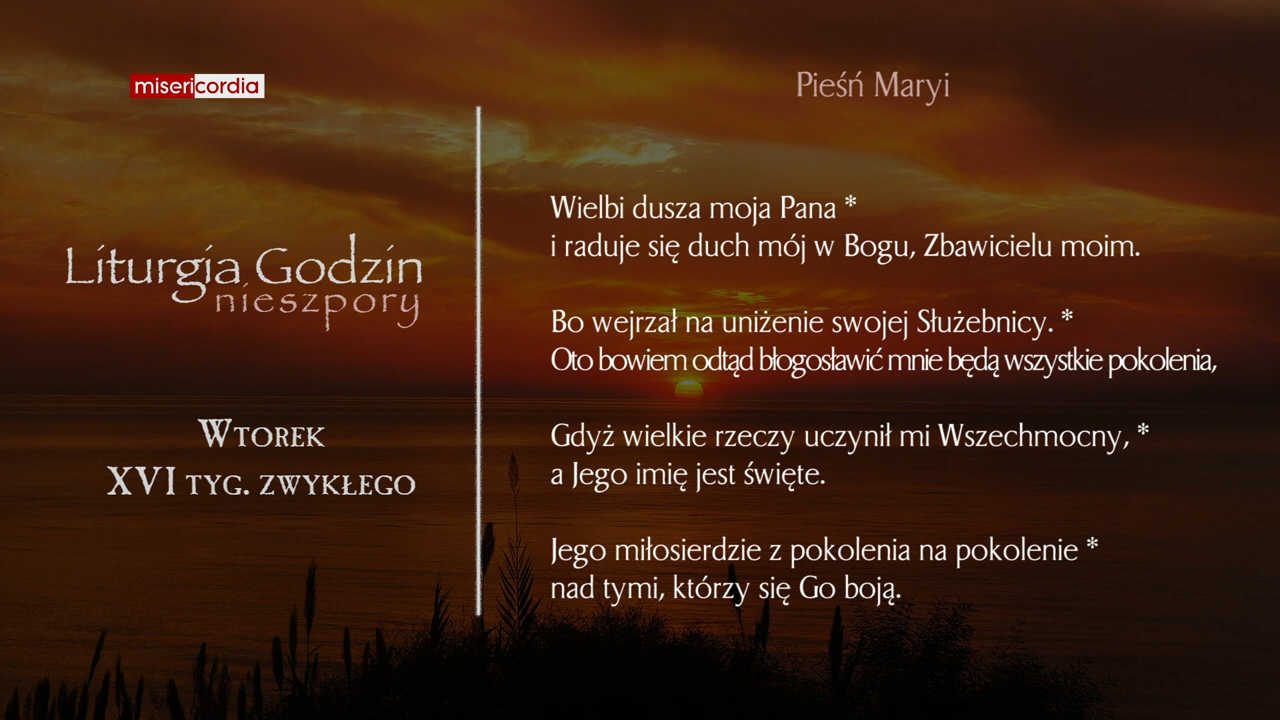 misericordia
Liturgia Godzin
nieszpory
Wtorek
XVI tyg. zwykłego
Pieśń Maryi
Wielbi dusza moja Pana *
i raduje się duch mój w Bogu, Zbawicielu moim.
Bo wejrzał na uniżenie swojej Służebnicy. *
Oto bowiem odtąd błogosławić mnie będą wszystkie pokolenia,
Gdyż wielkie rzeczy uczynił mi Wszechmocny, *
a Jego imię jest święte.
Jego miłosierdzie z pokolenia na pokolenie *
nad tymi, którzy się Go boją.